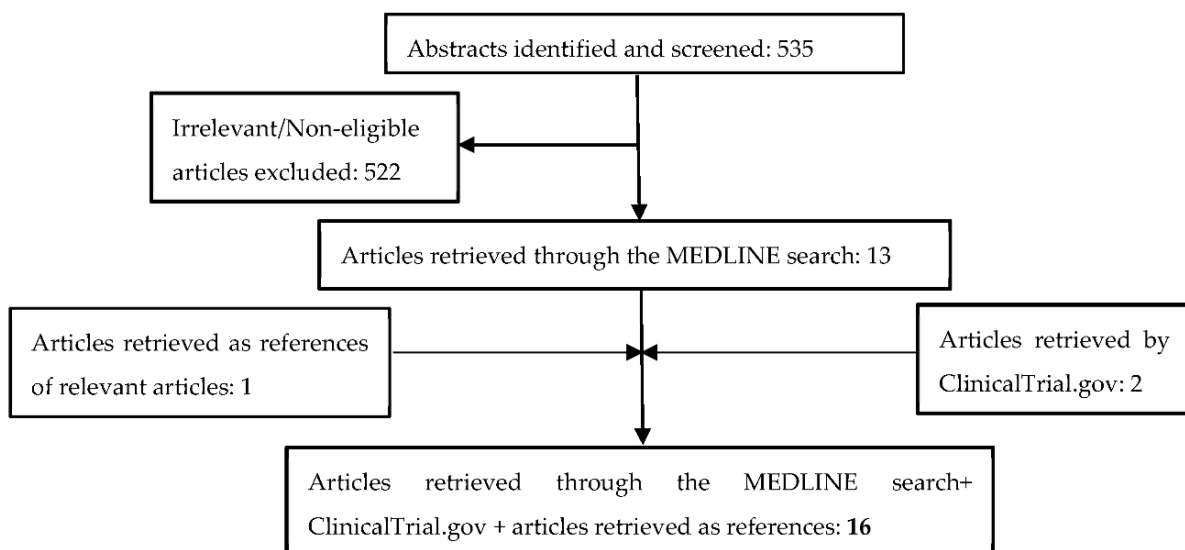 Abstracts identified and screened: 535
Irrelevant/Non-eligible
articles excluded: 522
Articles retrieved through the MEDLINE search: 13
Articles retrieved as references
of relevant articles: 1
Articles retrieved by
ClinicalTrial.gov: 2
Articles retrieved through the MEDLINE search+
ClinicalTrial.gov + articles retrieved as references: 16